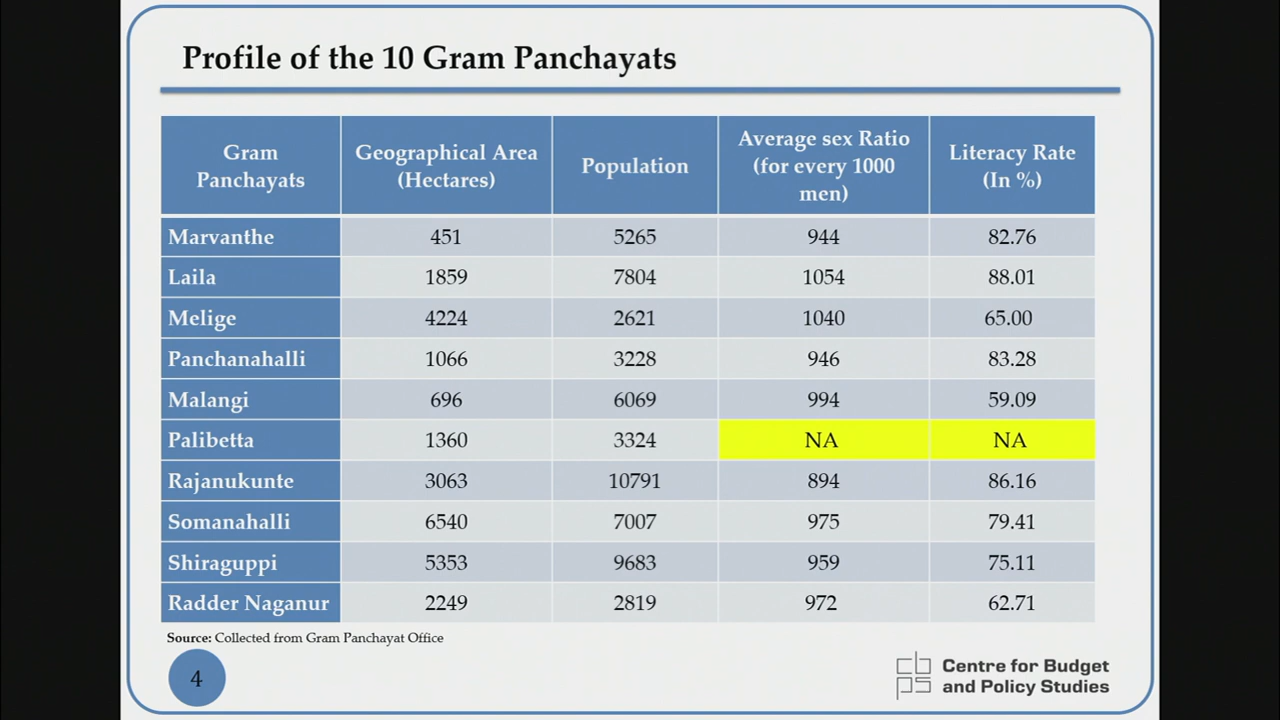 Profile of the 10 Gram Panchayats
Gram Panchayats Geographical Area (Hectares) Population Average sex Ratio (for every 1000 men) Literacy Rate (In %)
Marvanthe 451 5265 944 82.76
Laila 1859 7804 1054 88.01
Melige 4224 2621 1040 65.00
Panchanahalli 1066 3228 946 83.28
Malangi 696 6069 994 59.09
Palibetta 1360 3324 NA NA
Rajanukunte 3063 10791 894 86.16
Somanahalli 6540 7007 975 79.41
Shiraguppi 5353 9683 959 75.11
Radder Naganur 2249 2819 972 62.71
Source: Collected from Gram Panchayat Office
4
cb
ps
Centre for Budget
and Policy Studies